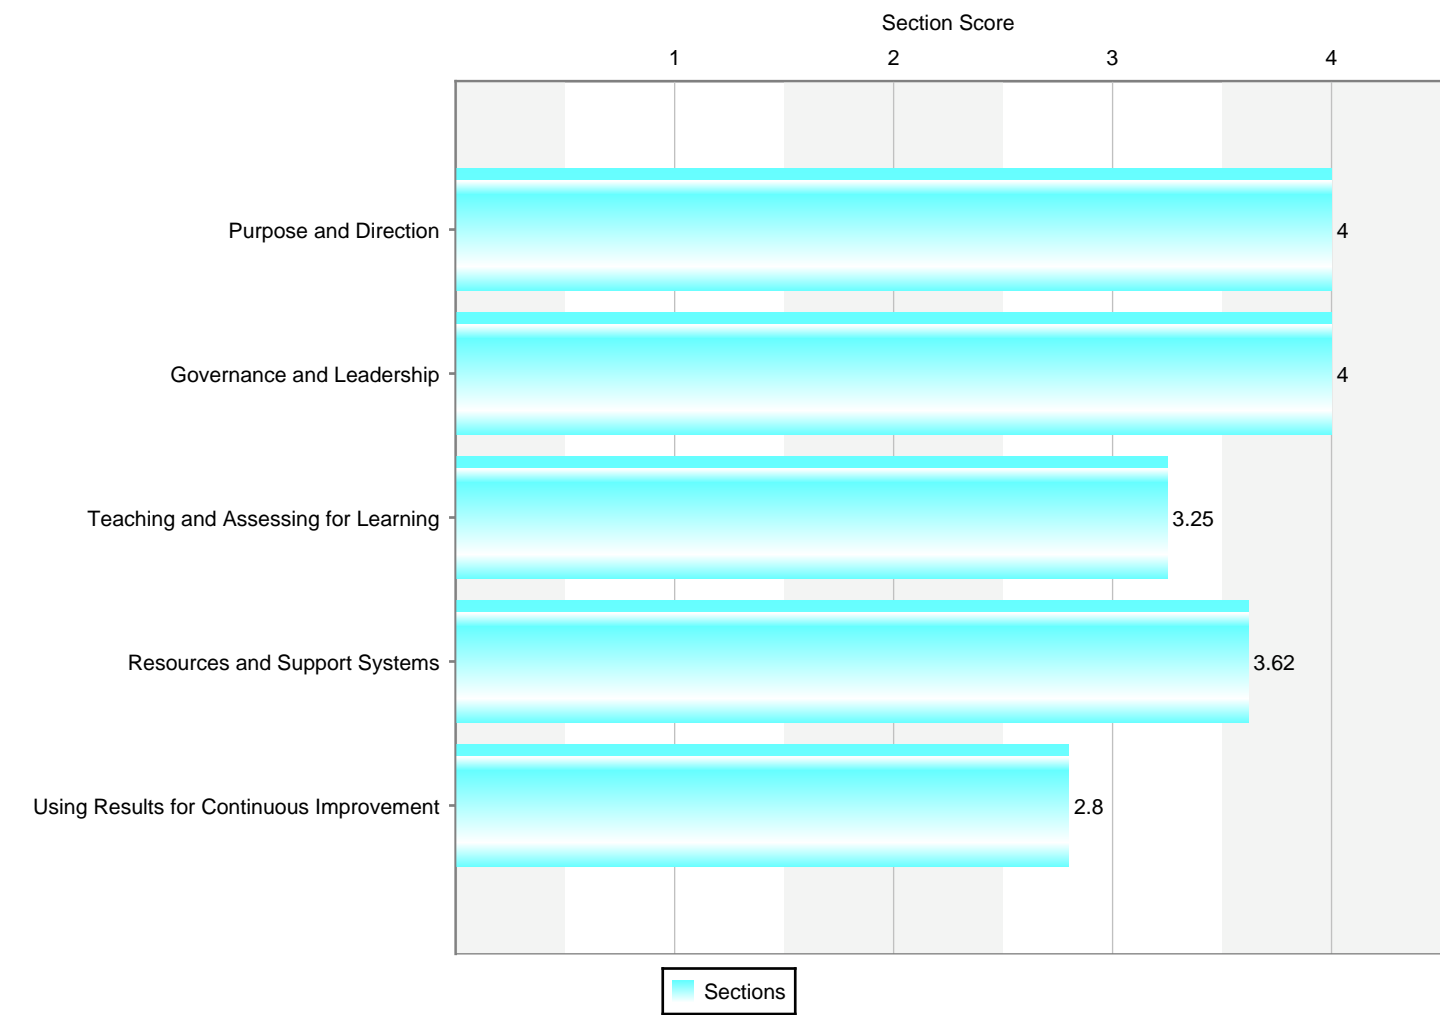 Section Score
1 2 3 4
Purpose and Direction 4
Governance and Leadership 4
Teaching and Assessing for Learning 3.25
Resources and Support Systems 3.62
Using Results for Continuous Improvement 2.8
Sections